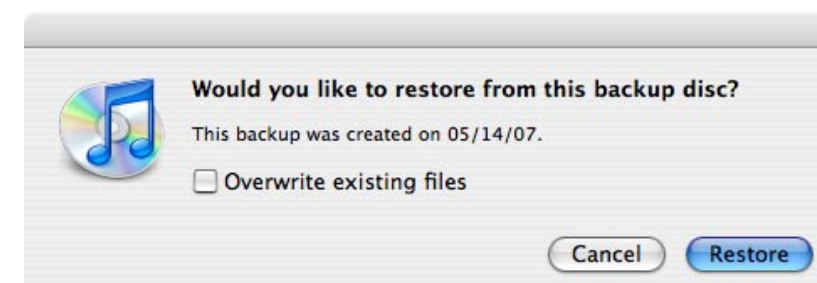 Would you like to restore from this backup disc?
This backup was created on 05/14/07.
Overwrite existing files
Cancel Restore